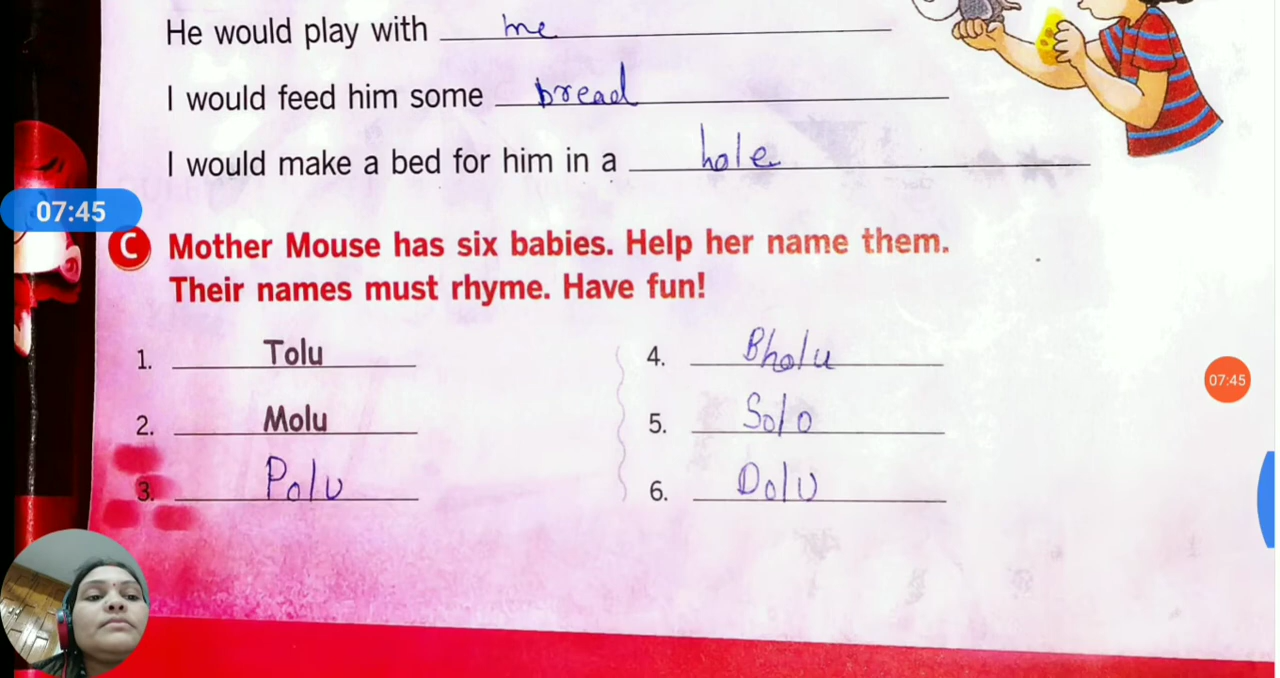 He would play with me
I would feed him some bread
I would make a bed for him in a hole
07:45
C Mother Mouse has six babies. Help her name them.
Their names must rhyme. Have fun!
1. Tolu
4. Bholu
07:45
2. Molu
5. Solo
3. Polu
6. Dolu